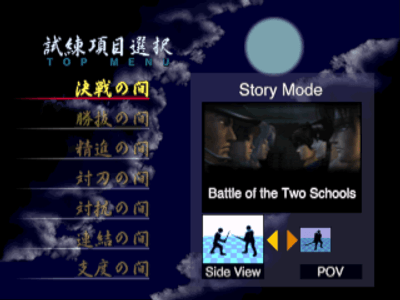 試練項目選択
TOP MENU
決戦の間
勝抜の間
精進の間
対刀の間
対抗の間
連結の間
支度の間
Story Mode
Battle of the Two Schools
Side View
POV